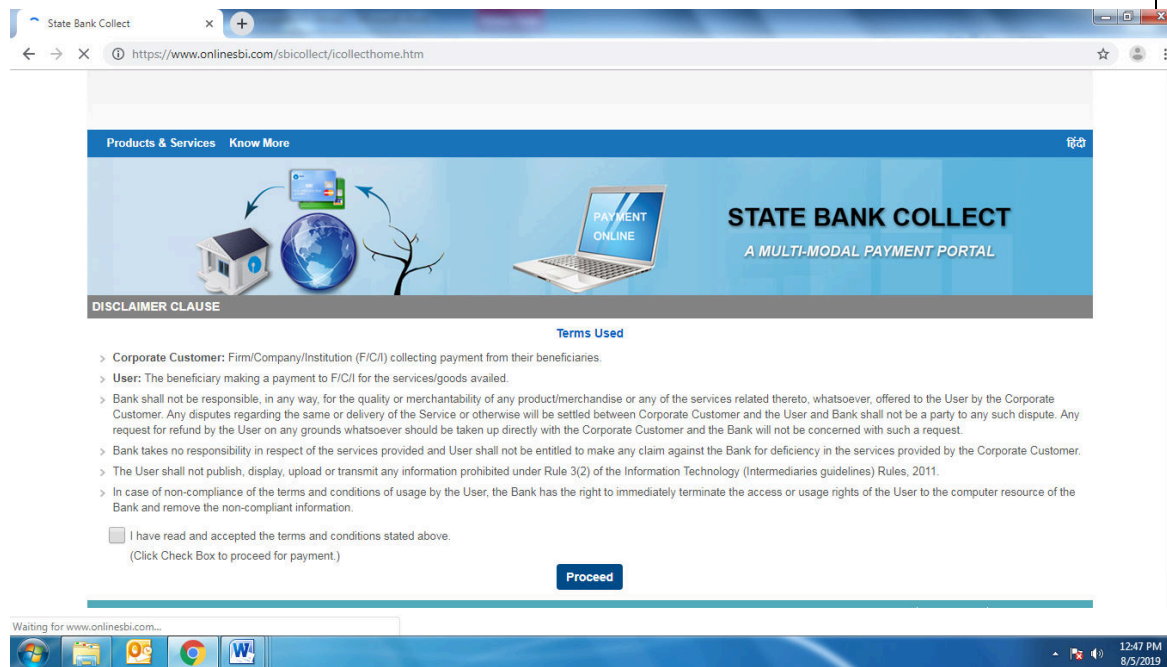 State Bank Collect
https://www.onlinesbi.com/sbicollect/icollecthome.htm
Products & Services Know More हिंदी
PAYMENT
ONLINE
STATE BANK COLLECT
A MULTI-MODAL PAYMENT PORTAL
DISCLAIMER CLAUSE
Terms Used
Corporate Customer: Firm/Company/Institution (F/C/I) collecting payment from their beneficiaries.
User: The beneficiary making a payment to F/C/I for the services/goods availed.
Bank shall not be responsible, in any way, for the quality or merchantability of any product/merchandise or any of the services related thereto, whatsoever, offered to the User by the Corporate
Customer. Any disputes regarding the same or delivery of the Service or otherwise will be settled between Corporate Customer and the User and Bank shall not be a party to any such dispute. Any
request for refund by the User on any grounds whatsoever should be taken up directly with the Corporate Customer and the Bank will not be concerned with such a request.
Bank takes no responsibility in respect of the services provided and User shall not be entitled to make any claim against the Bank for deficiency in the services provided by the Corporate Customer.
The User shall not publish, display, upload or transmit any information prohibited under Rule 3(2) of the Information Technology (Intermediaries guidelines) Rules, 2011.
In case of non-compliance of the terms and conditions of usage by the User, the Bank has the right to immediately terminate the access or usage rights of the User to the computer resource of the
Bank and remove the non-compliant information.
I have read and accepted the terms and conditions stated above.
(Click Check Box to proceed for payment.)
Proceed
Waiting for www.onlinesbi.com...
12:47 PM
8/5/2019